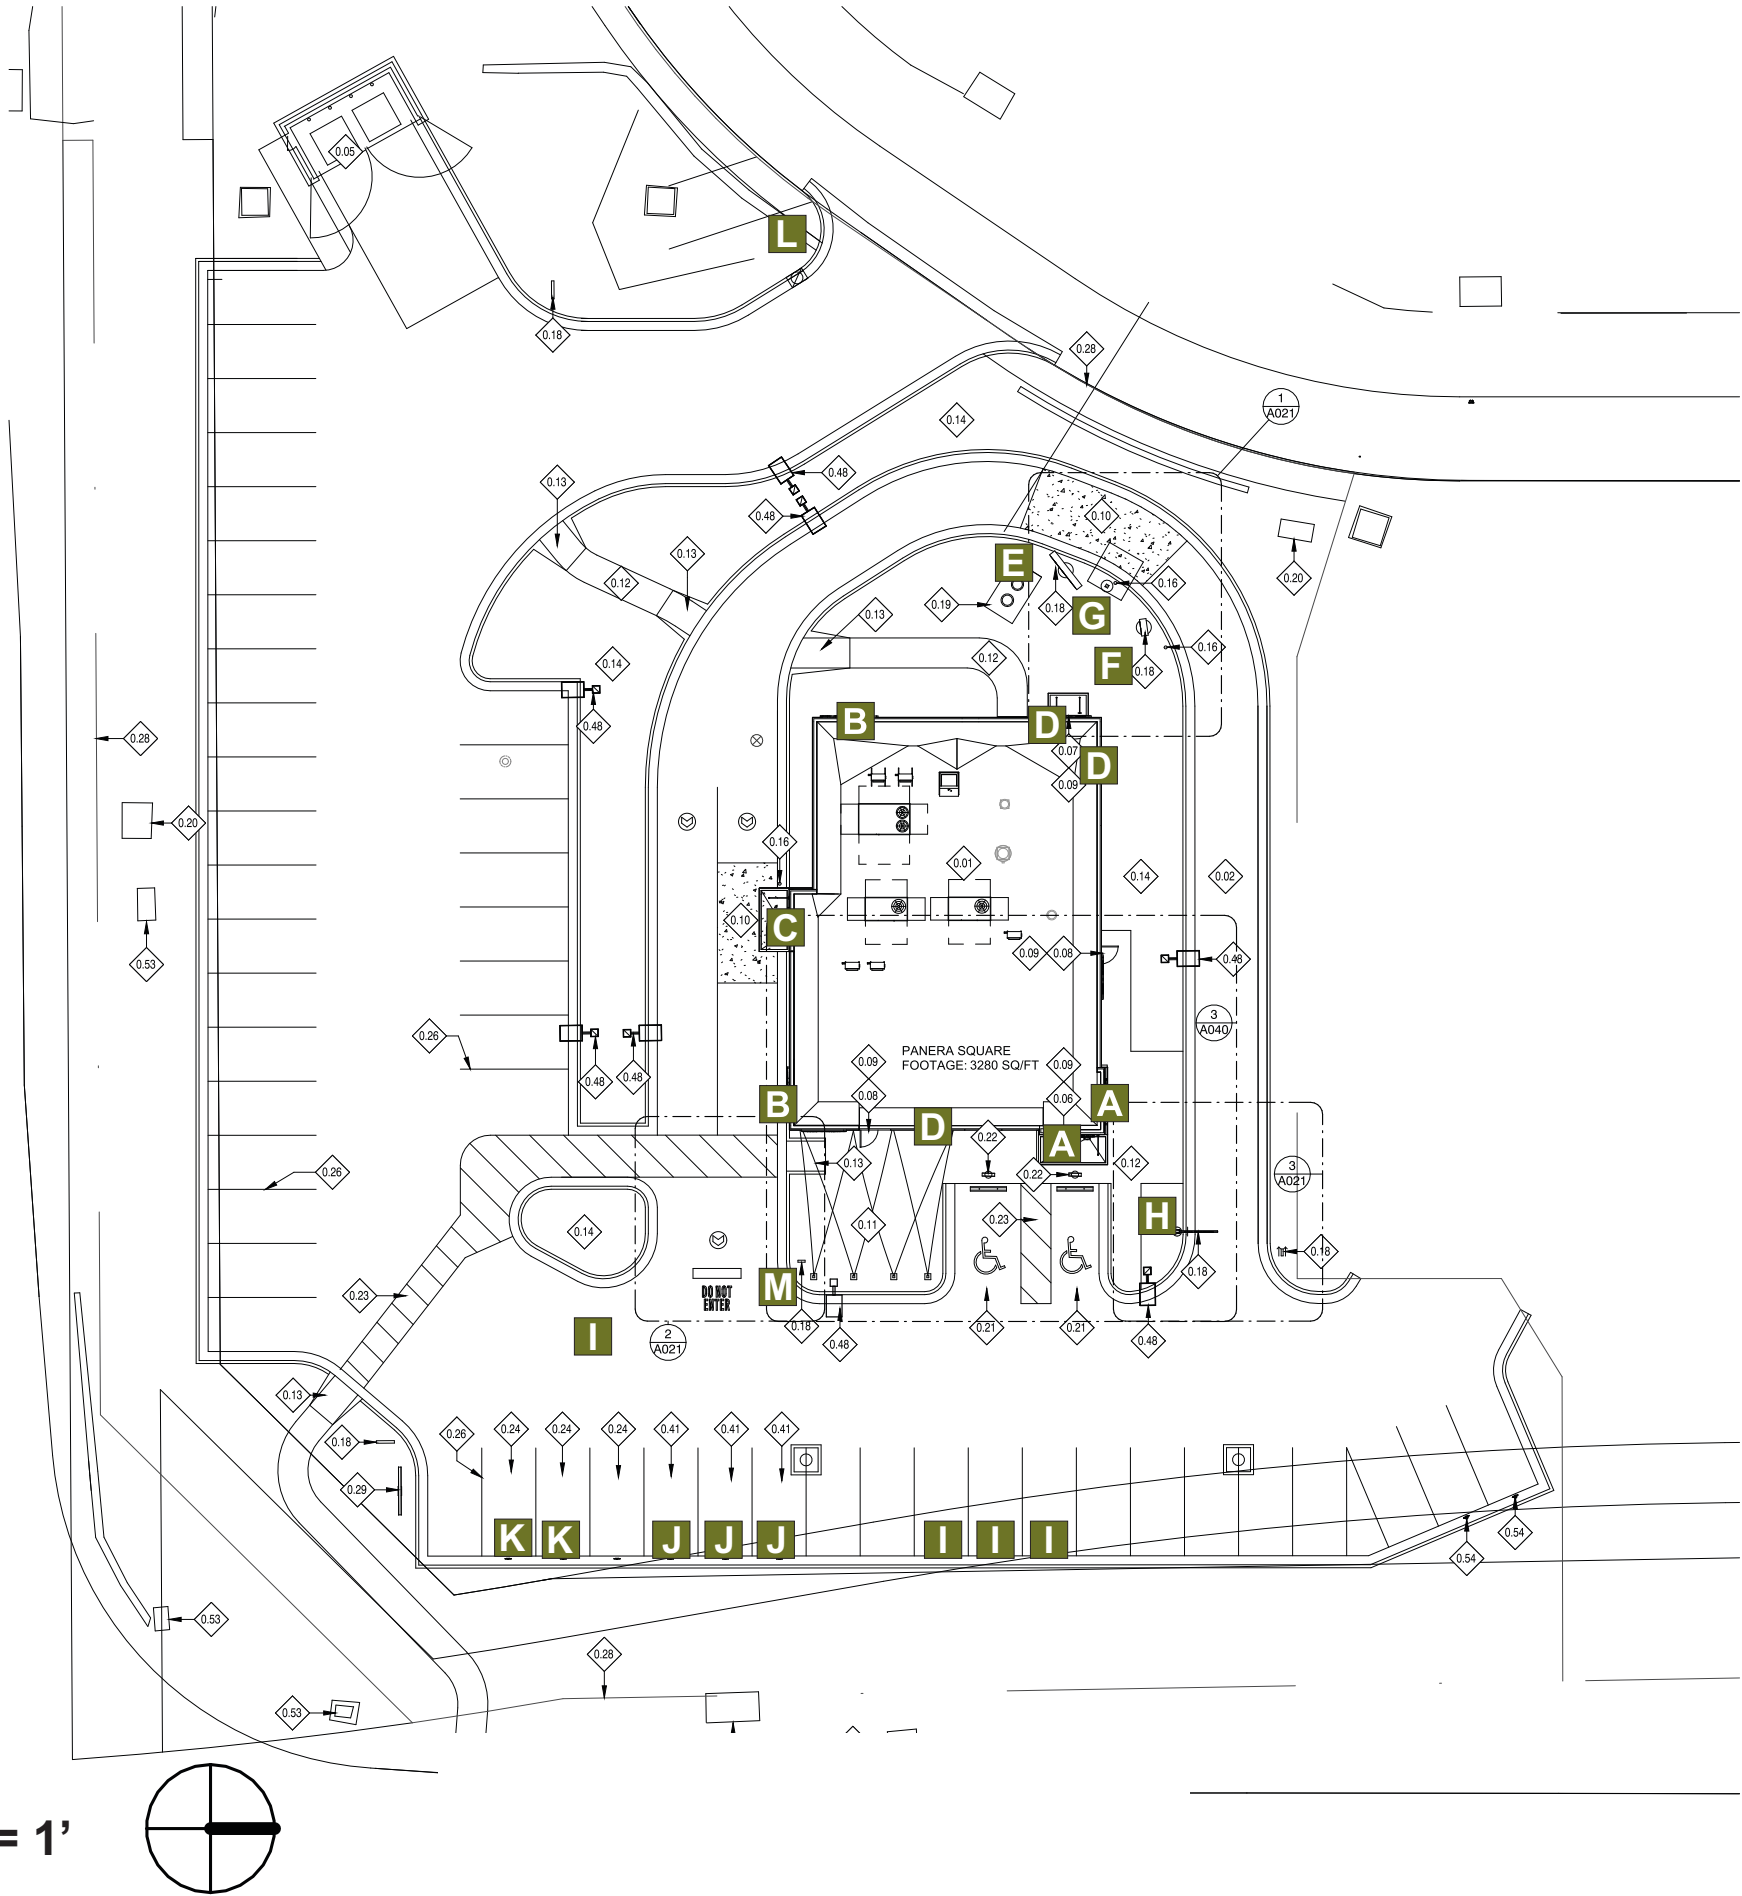 0.05
L
0.18
0.28
1
A021
0.14
0.48
0.13
0.48
0.10
0.13
E
0.12
0.16
0.20
0.19
0.18
G
0.13
0.16
0.12
0.14
F
0.18
B
D
0.48
0.28
0.07
D
0.09
0.20
0.16
0.01
0.14
0.02
0.10
C
0.53
0.09
0.08
0.48
3
A040
0.26
PANERA SQUARE
FOOTAGE: 3280 SQ/FT
0.09
0.09
0.48
0.48
0.08
0.06
B
A
D
0.22
A
0.13
0.12
0.26
0.22
3
A021
H
0.23
0.11
0.14
0.18
0.18
0.23
M
DO NOT
ENTER
0.18
0.21
0.21
0.48
0.48
I
2
A021
0.13
0.26
0.24
0.24
0.24
0.41
0.41
0.41
0.18
0.29
K
K
J
J
J
I
I
I
0.54
0.54
0.53
0.28
0.53
= 1’